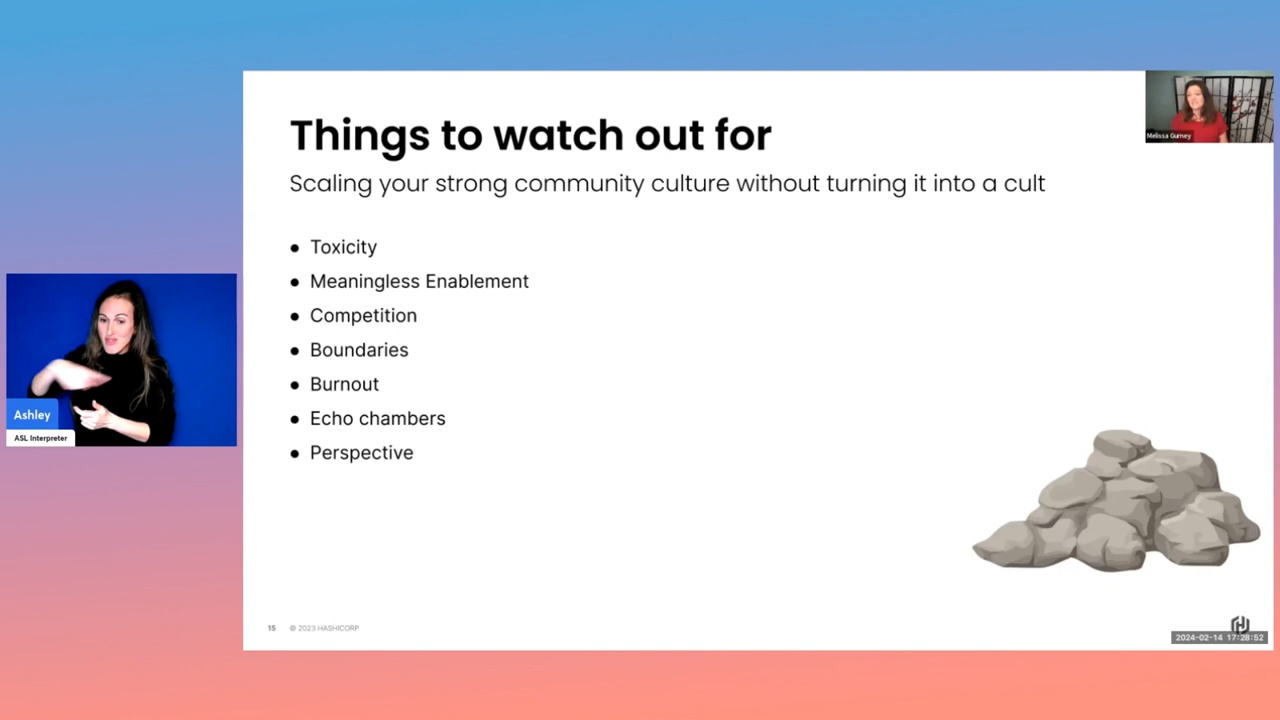 Things to watch out for
Scaling your strong community culture without turning it into a cult
● Toxicity
● Meaningless Enablement
● Competition
● Boundaries
● Burnout
● Echo chambers
● Perspective
15 © 2023 HASHICORP
2024-02-14 17:28:52
Melissa Gurney
Ashley
ASL Interpreter